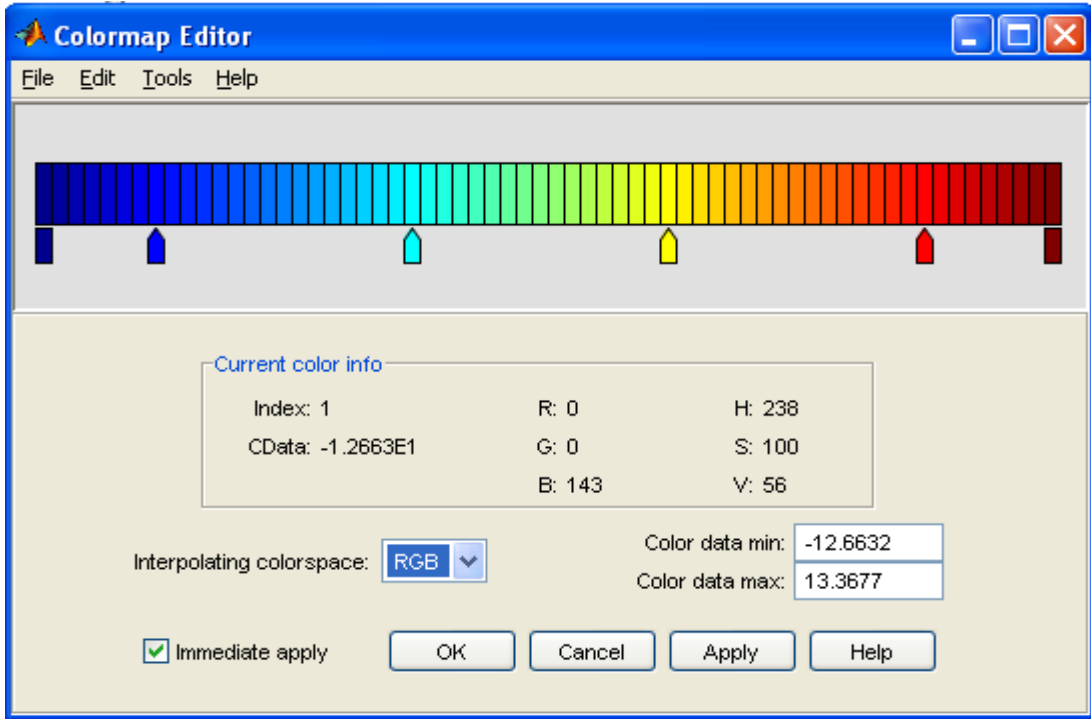 Colormap Editor
File Edit Tools Help
Current color info
Index: 1 R: 0 H: 238
CData: -1.2663E1 G: 0 S: 100
B: 143 V: 56
Interpolating colorspace: RGB
Color data min: -12.6632
Color data max: 13.3677
Immediate apply OK Cancel Apply Help